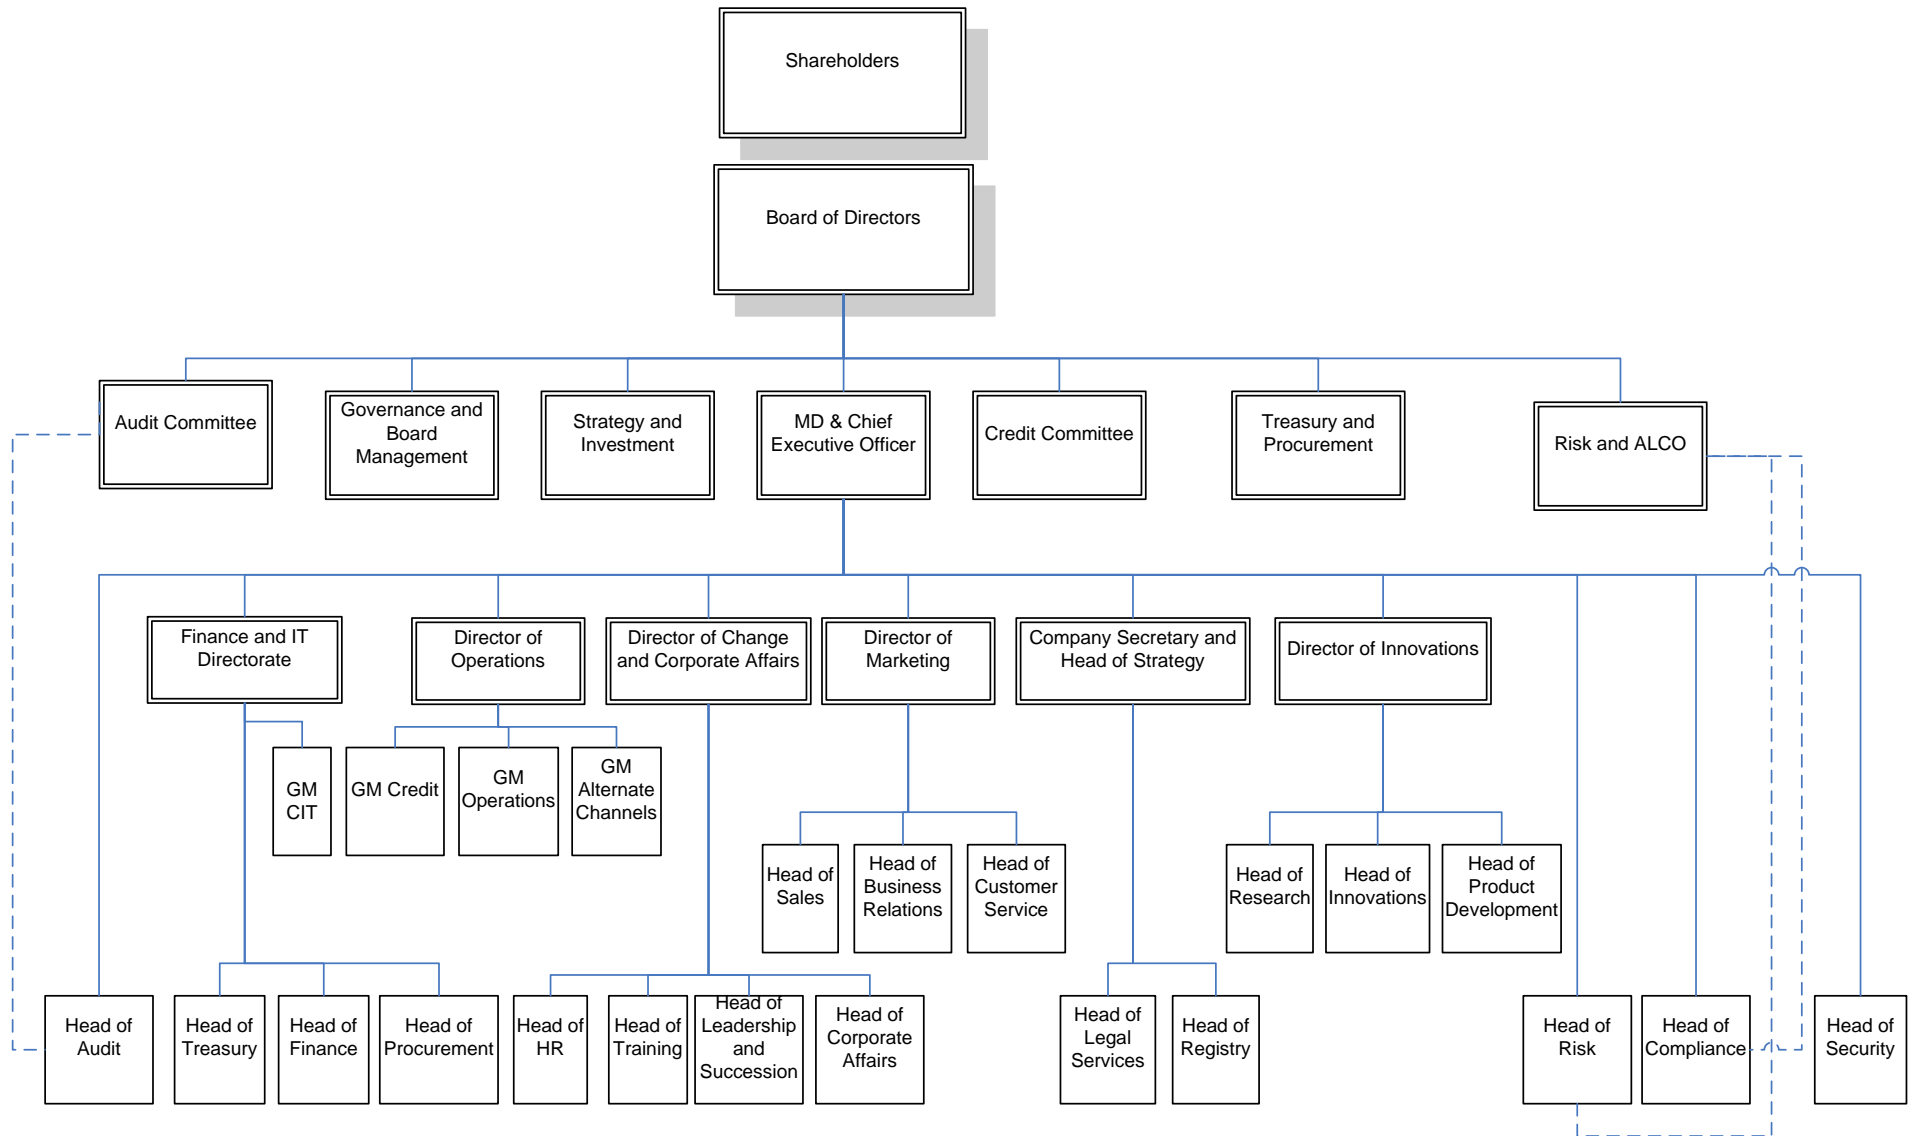 Shareholders
Board of Directors
Audit Committee
Governance and
Board
Management
Strategy and
Investment
MD & Chief
Executive Officer
Credit Committee
Treasury and
Procurement
Risk and ALCO
Finance and IT
Directorate
Director of
Operations
Director of Change
and Corporate Affairs
Director of
Marketing
Company Secretary and
Head of Strategy
Director of Innovations
GM
CIT
GM Credit
GM
Operations
GM
Alternate
Channels
Head of
Sales
Head of
Business
Relations
Head of
Customer
Service
Head of
Research
Head of
Innovations
Head of
Product
Development
Head of
Audit
Head of
Treasury
Head of
Finance
Head of
Procurement
Head of
HR
Head of
Training
Head of
Leadership
and
Succession
Head of
Corporate
Affairs
Head of
Legal
Services
Head of
Registry
Head of
Risk
Head of
Compliance
Head of
Security